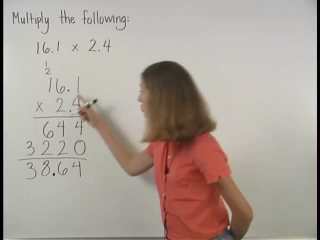 Multiply the following:
16.1 x 2.4
1
2
16.1
x 2.4
644
3220
38.64